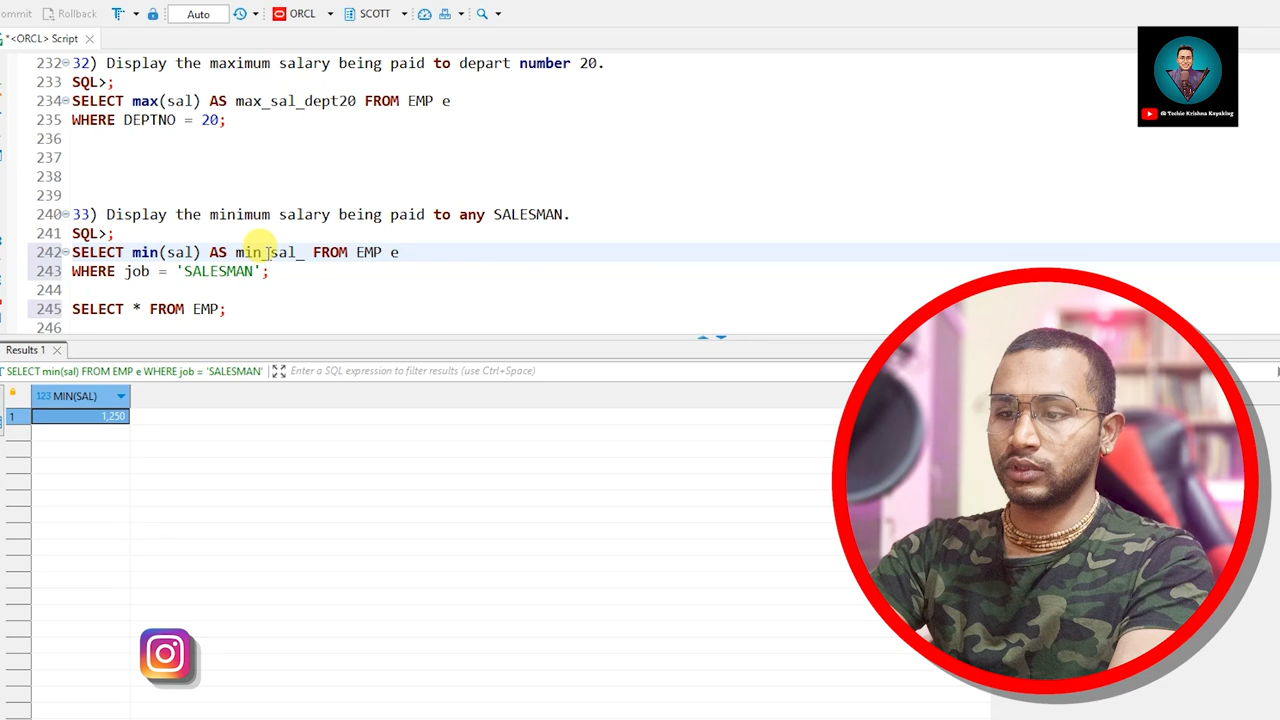 ommit Rollback Auto ORCL SCOTT
*<ORCL> Script
232 32) Display the maximum salary being paid to depart number 20.
233 SQL>;
234 SELECT max(sal) AS max_sal_dept20 FROM EMP e
235 WHERE DEPTNO = 20;
236
237
238
239
240 33) Display the minimum salary being paid to any SALESMAN.
241 SQL>;
242 SELECT min(sal) AS min_sal_ FROM EMP e
243 WHERE job = 'SALESMAN';
244
245 SELECT * FROM EMP;
246
Results 1
SELECT min(sal) FROM EMP e WHERE job = 'SALESMAN' Enter a SQL expression to filter results (use Ctrl+Space)
123 MIN(SAL)
1 1,250
@ Techie Krishna Kayaking